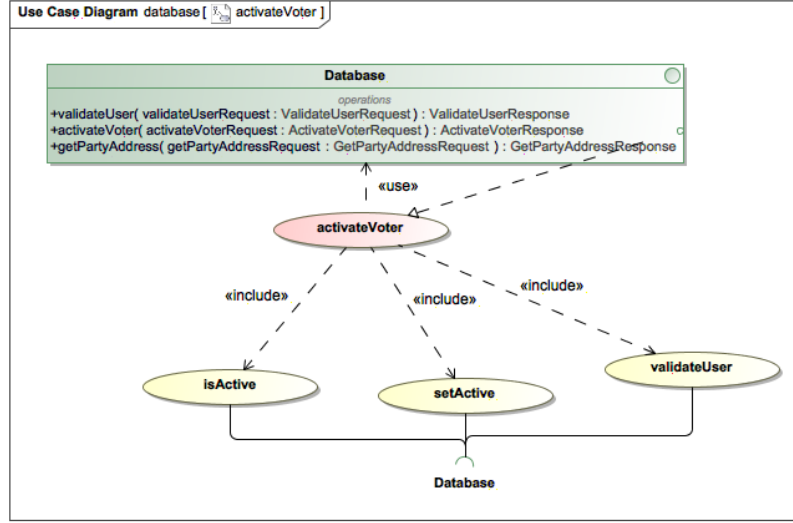 Use Case Diagram database [ activateVoter ]
Database
operations
+validateUser( validateUserRequest : ValidateUserRequest ) : ValidateUserResponse
+activateVoter( activateVoterRequest : ActivateVoterRequest ) : ActivateVoterResponse
+getPartyAddress( getPartyAddressRequest : GetPartyAddressRequest ) : GetPartyAddressResponse
«use»
activateVoter
«include»
«include»
«include»
isActive
setActive
validateUser
Database